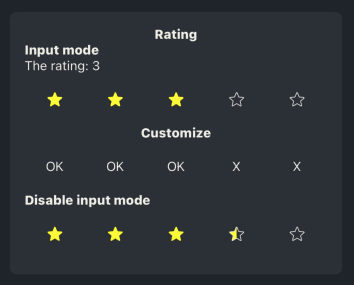 Rating
Input mode
The rating: 3
Customize
OK OK OK X X
Disable input mode